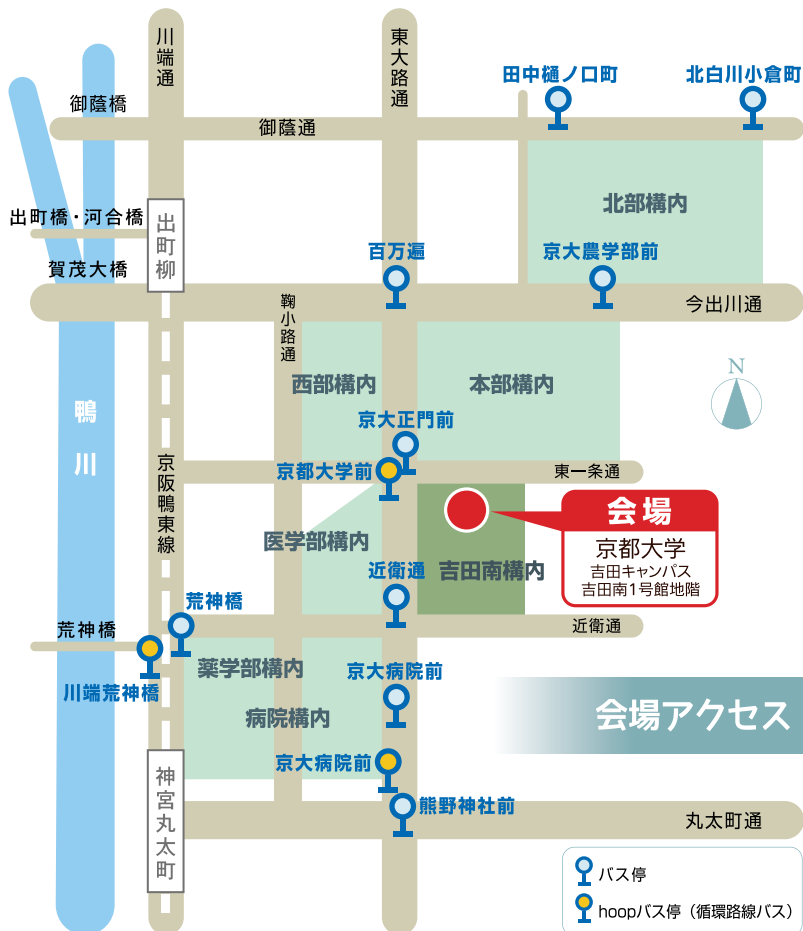 川端通
東大路通
田中樋ノ口町
北白川小倉町
御蔭橋
御蔭通
北部構内
出町橋・河合橋
出町柳
賀茂大橋
百万遍
京大農学部前
今出川通
鞠小路通
西部構内
本部構内
N
鴨川
京大正門前
京阪鴨東線
京都大学前
東一条通
会場
京都大学
吉田キャンパス
吉田南1号館地階
医学部構内
近衛通
吉田南構内
荒神橋
荒神橋
近衛通
川端荒神橋
薬学部構内
京大病院前
病院構内
会場アクセス
京大病院前
神宮丸太町
熊野神社前
丸太町通
バス停
hoopバス停（循環路線バス）